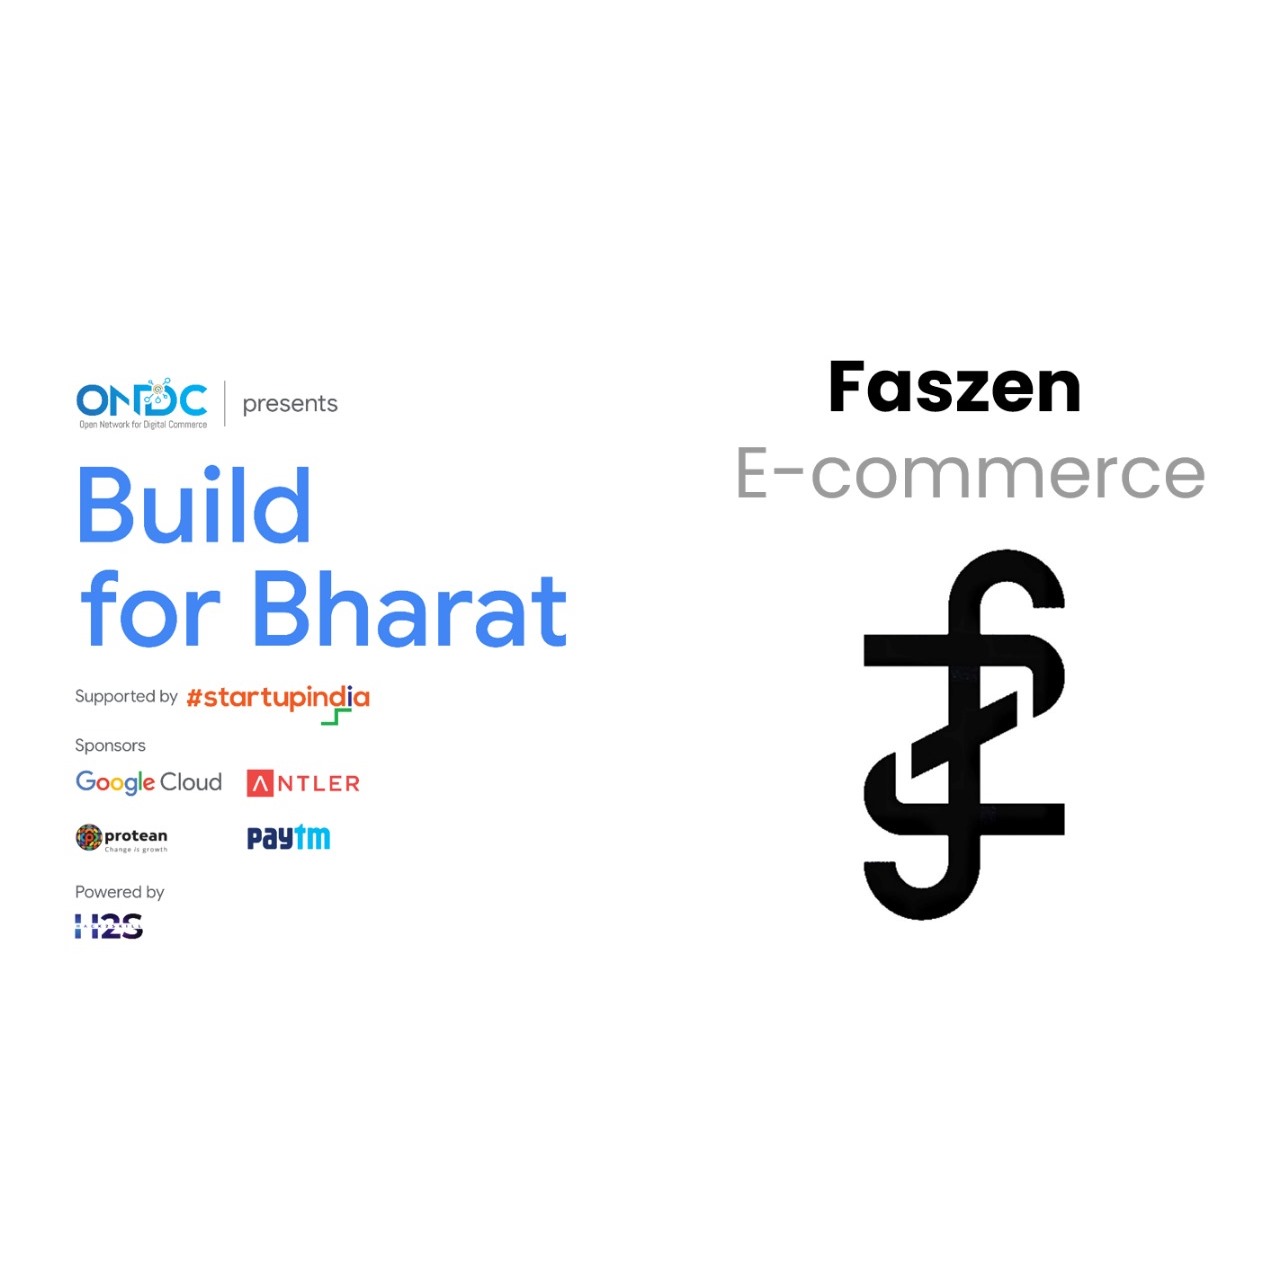 ONDC
Open Network for Digital Commerce
presents
Build
for Bharat
Supported by #startupindia
Sponsors
Google Cloud
ANTLER
protean
Change is growth
paytm
Powered by
H2S
HACK2SKILL
Faszen
E-commerce